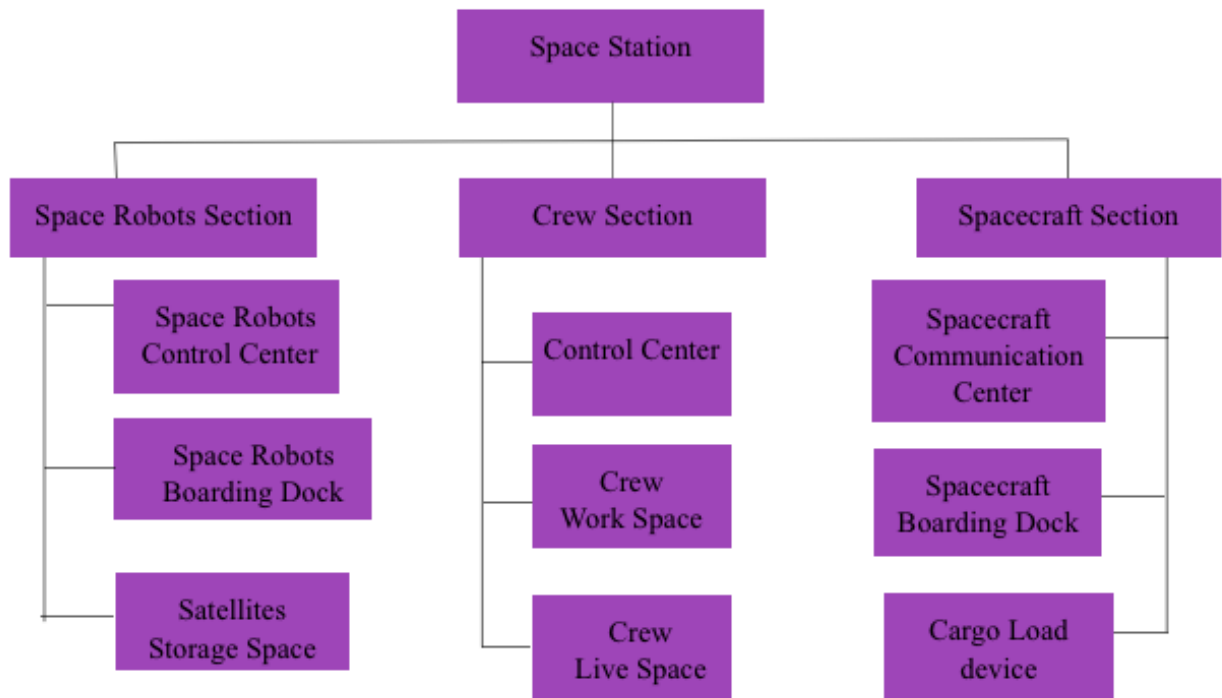 Space Station
Space Robots Section
Space Robots
Control Center
Space Robots
Boarding Dock
Satellites
Storage Space
Crew Section
Control Center
Crew
Work Space
Crew
Live Space
Spacecraft Section
Spacecraft
Communication
Center
Spacecraft
Boarding Dock
Cargo Load
device